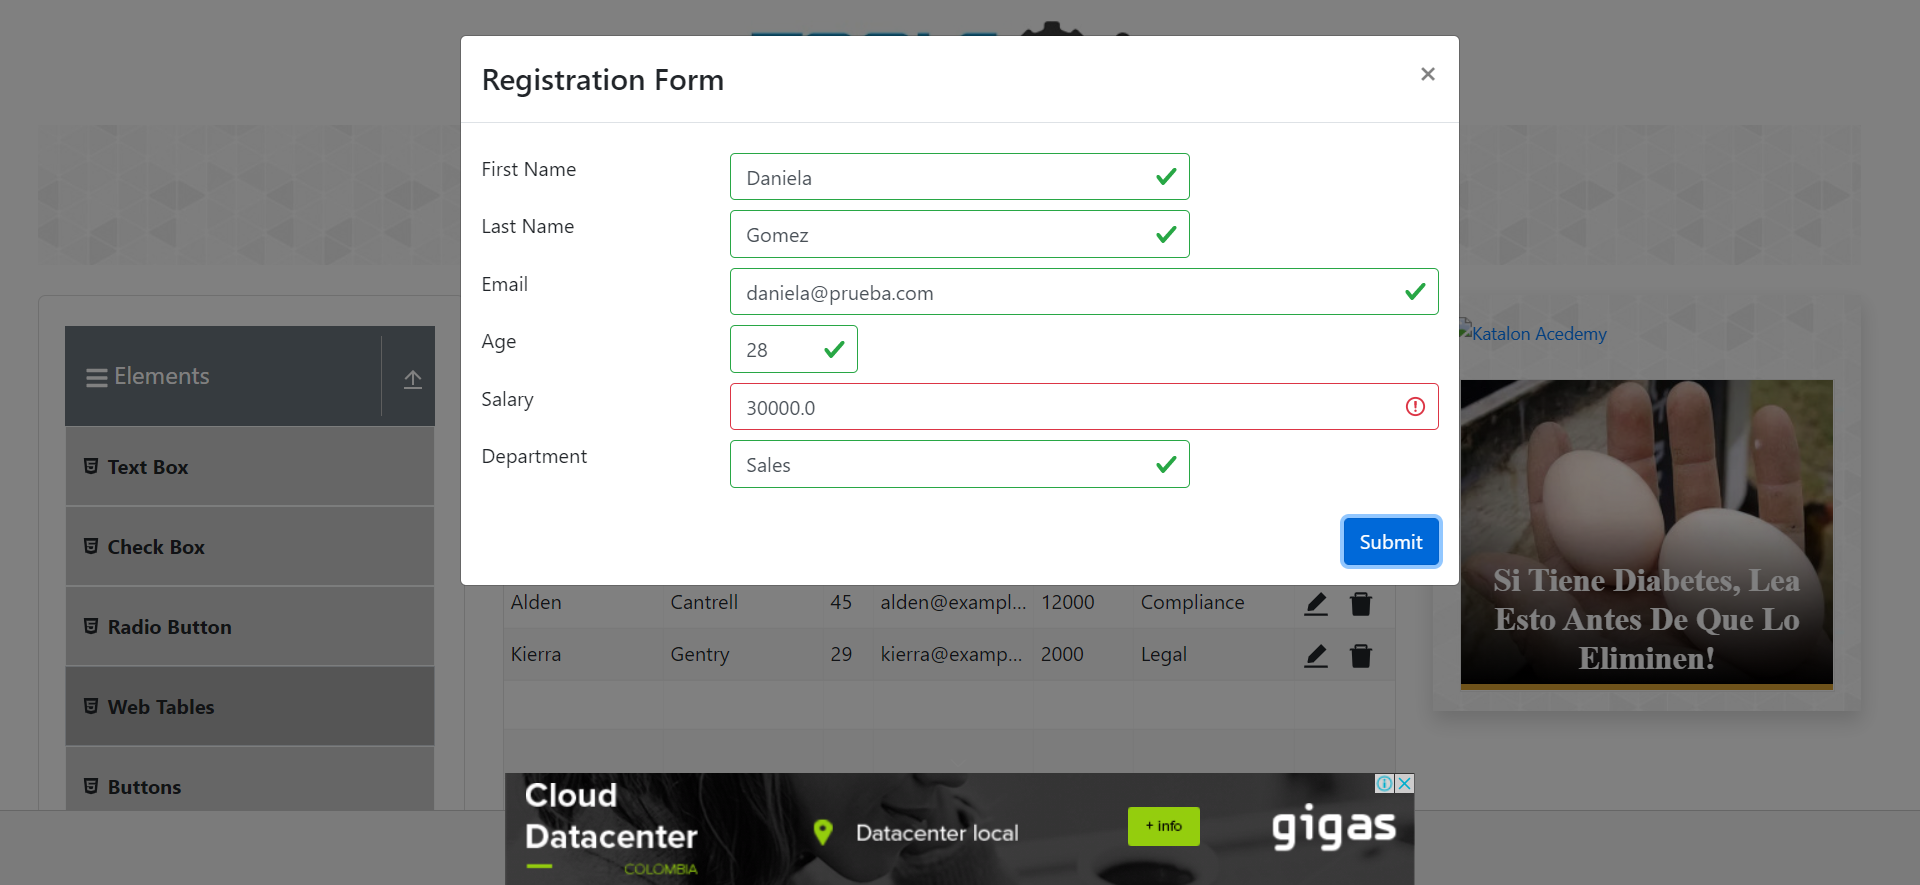 Registration Form
×
First Name
Daniela
Last Name
Gomez
Email
daniela@prueba.com
Age
28
Salary
30000.0
Department
Sales
Submit
Elements
Text Box
Check Box
Radio Button
Web Tables
Buttons
Alden Cantrell 45 alden@exampl... 12000 Compliance
Kierra Gentry 29 kierra@examp... 2000 Legal
Katalon Acedemy
Si Tiene Diabetes, Lea
Esto Antes De Que Lo
Eliminen!
Cloud
Datacenter
COLOMBIA
Datacenter local
+ info
gigas